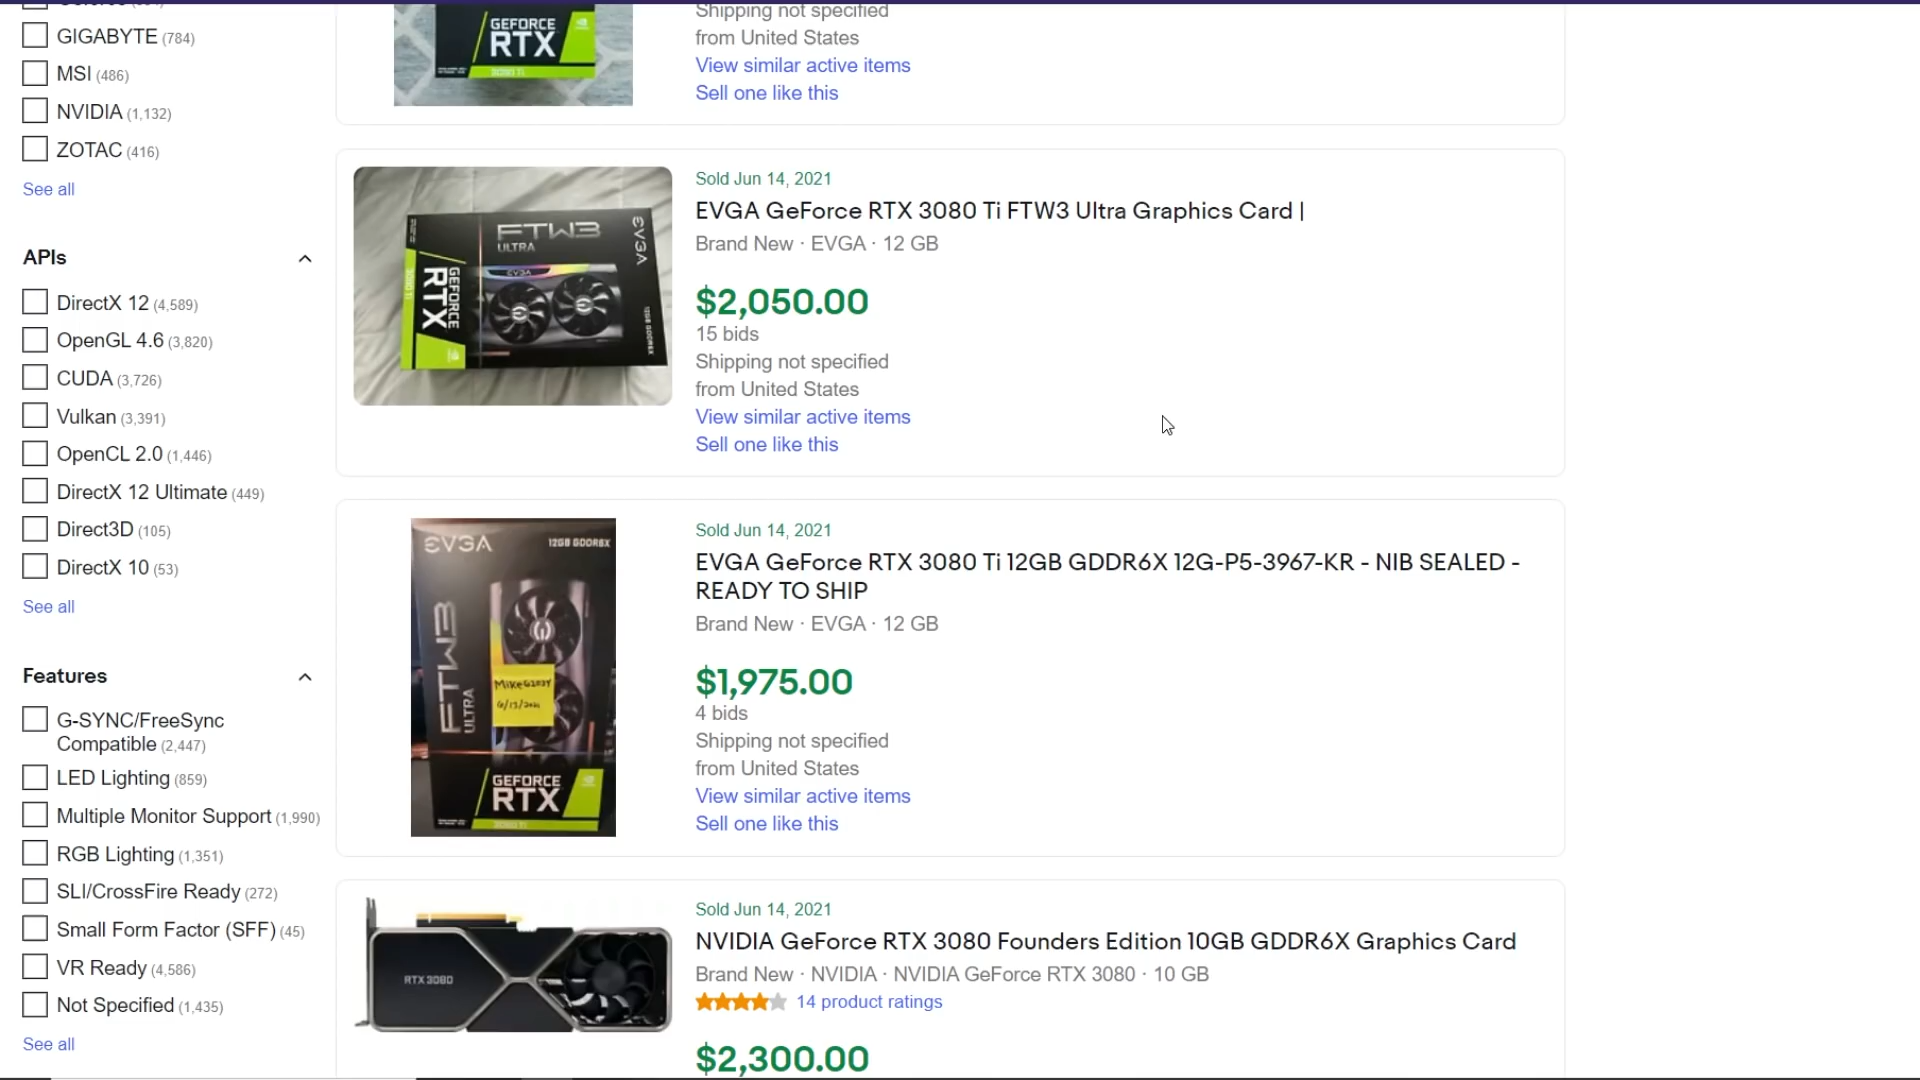 GIGABYTE (784)
MSI (486)
NVIDIA (1,132)
ZOTAC (416)
See all
APIs
DirectX 12 (4,589)
OpenGL 4.6 (3,820)
CUDA (3,726)
Vulkan (3,391)
OpenCL 2.0 (1,446)
DirectX 12 Ultimate (449)
Direct3D (105)
DirectX 10 (53)
See all
Features
G-SYNC/FreeSync
Compatible (2,447)
LED Lighting (859)
Multiple Monitor Support (1,990)
RGB Lighting (1,351)
SLI/CrossFire Ready (272)
Small Form Factor (SFF) (45)
VR Ready (4,586)
Not Specified (1,435)
See all
GEFORCE
RTX
Shipping not specified
from United States
View similar active items
Sell one like this
FTW3
ULTRA
EVGA
EVGA
GEFORCE
RTX
Sold Jun 14, 2021
EVGA GeForce RTX 3080 Ti FTW3 Ultra Graphics Card |
Brand New · EVGA · 12 GB
$2,050.00
15 bids
Shipping not specified
from United States
View similar active items
Sell one like this
EVGA
12GB GDDR6X
FTW3
ULTRA
6/13/2021
GEFORCE
RTX
Sold Jun 14, 2021
EVGA GeForce RTX 3080 Ti 12GB GDDR6X 12G-P5-3967-KR - NIB SEALED -
READY TO SHIP
Brand New · EVGA · 12 GB
$1,975.00
4 bids
Shipping not specified
from United States
View similar active items
Sell one like this
RTX 3080
Sold Jun 14, 2021
NVIDIA GeForce RTX 3080 Founders Edition 10GB GDDR6X Graphics Card
Brand New · NVIDIA · NVIDIA GeForce RTX 3080 · 10 GB
14 product ratings
$2,300.00